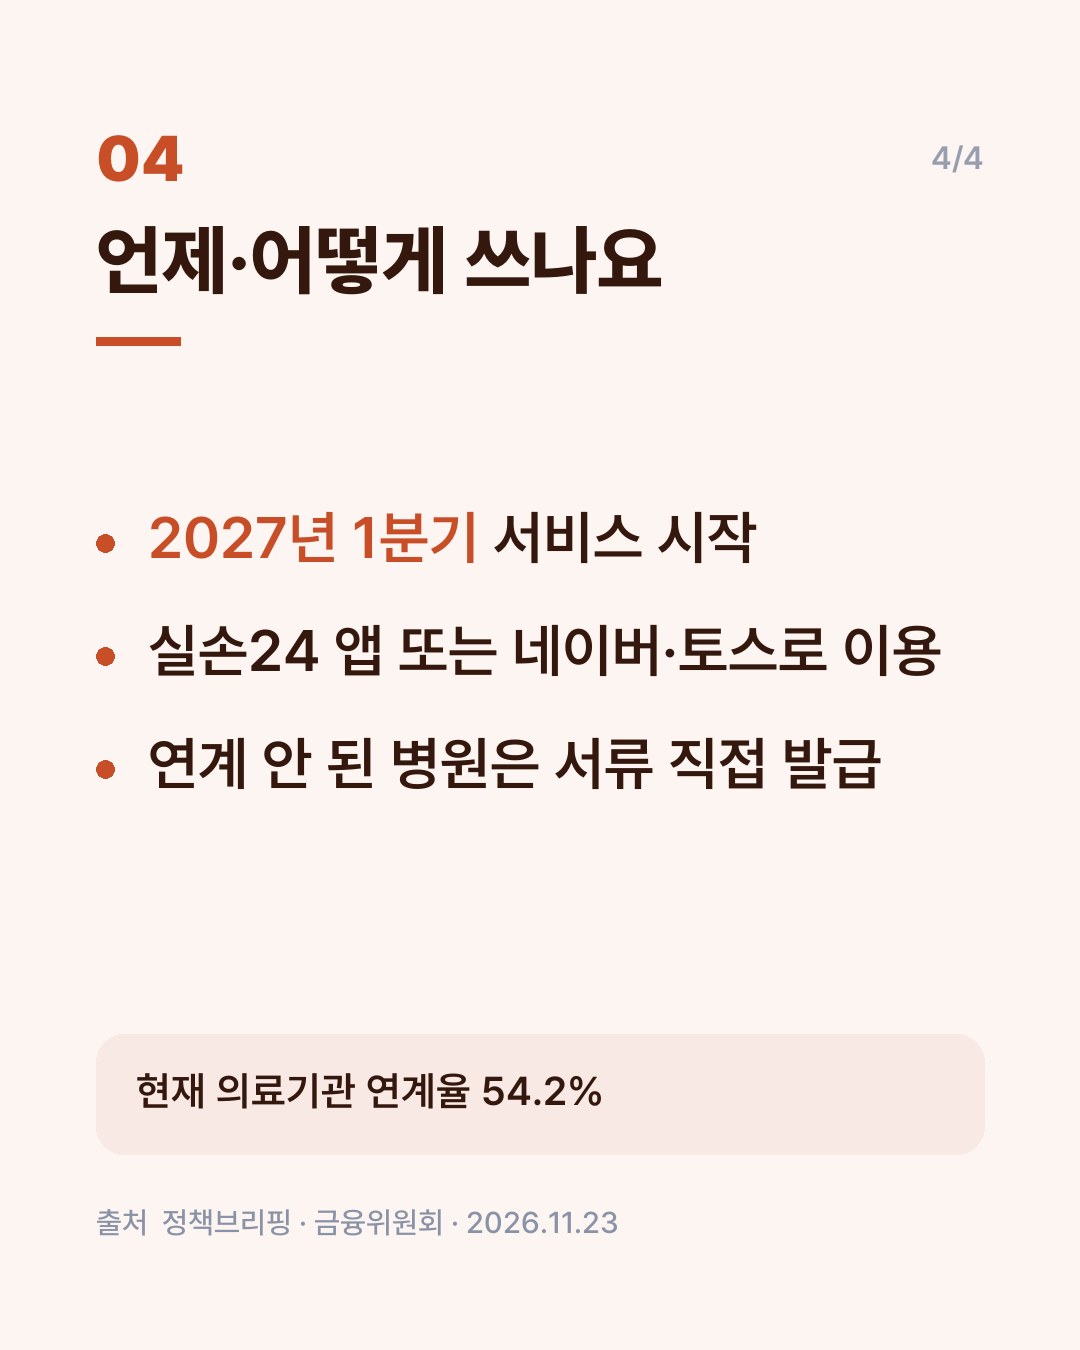 04
4/4
언제·어떻게 쓰나요
2027년 1분기 서비스 시작
실손24 앱 또는 네이버·토스로 이용
연계 안 된 병원은 서류 직접 발급
현재 의료기관 연계율 54.2%
출처 정책브리핑 · 금융위원회 · 2026.11.23